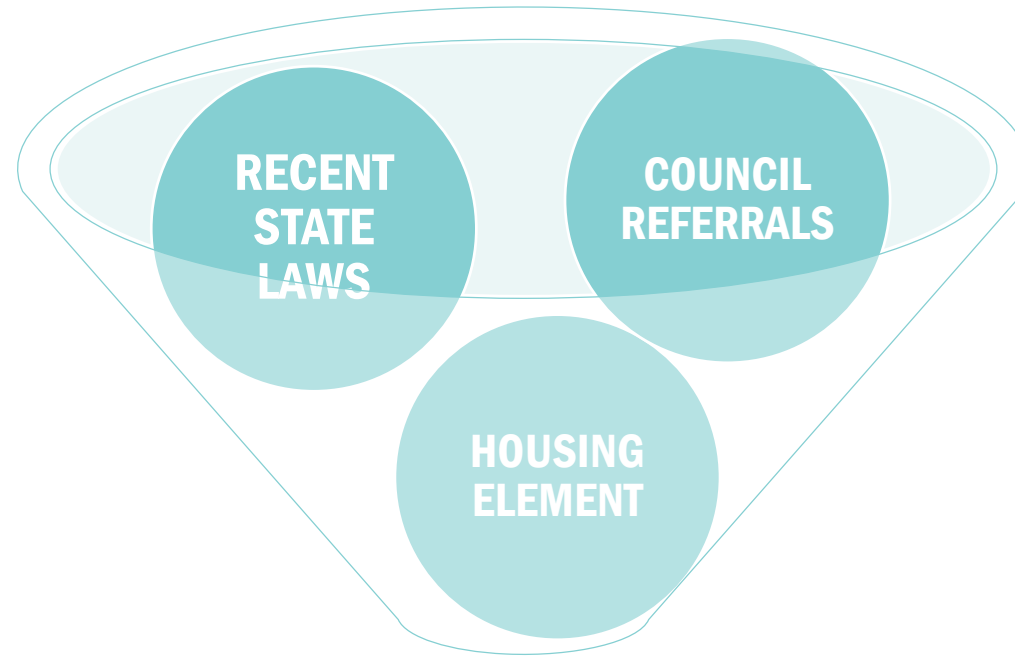 RECENT
STATE
LAWS
COUNCIL
REFERRALS
HOUSING
ELEMENT